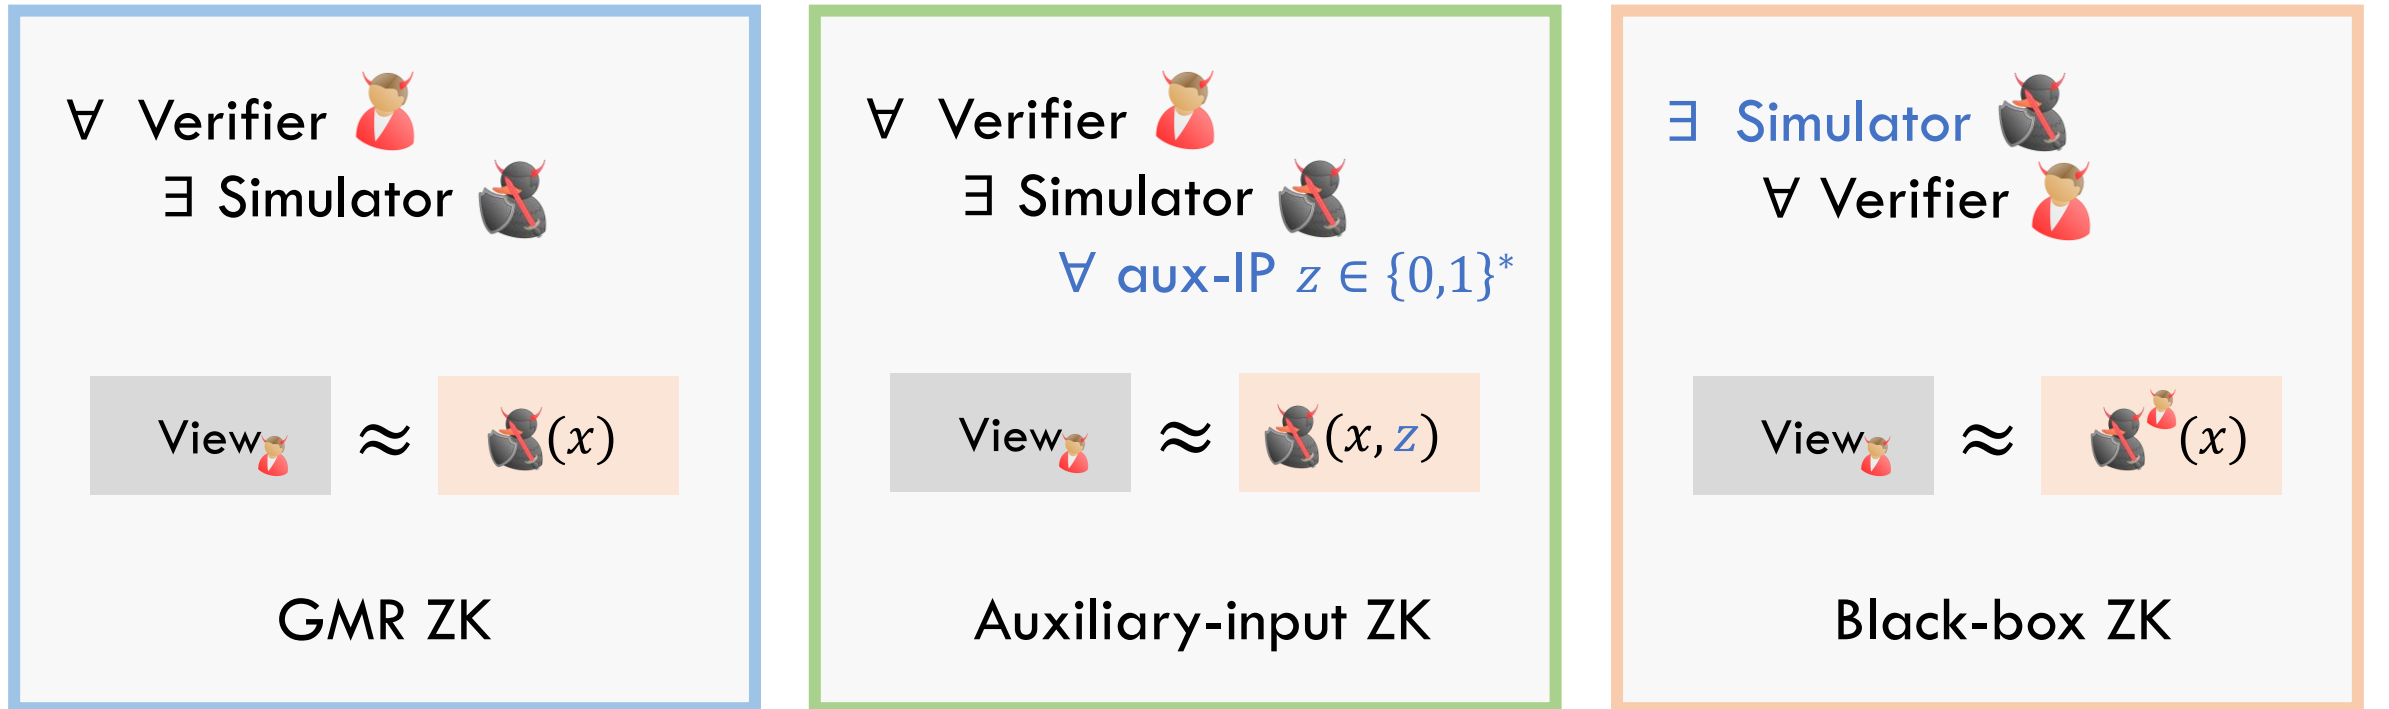 ∀ Verifier
∃ Simulator
View ≈ (x)
GMR ZK
∀ Verifier
∃ Simulator
∀ aux-IP z ∈ {0,1}*
View ≈ (x, z)
Auxiliary-input ZK
∃ Simulator
∀ Verifier
View ≈ (x)
Black-box ZK